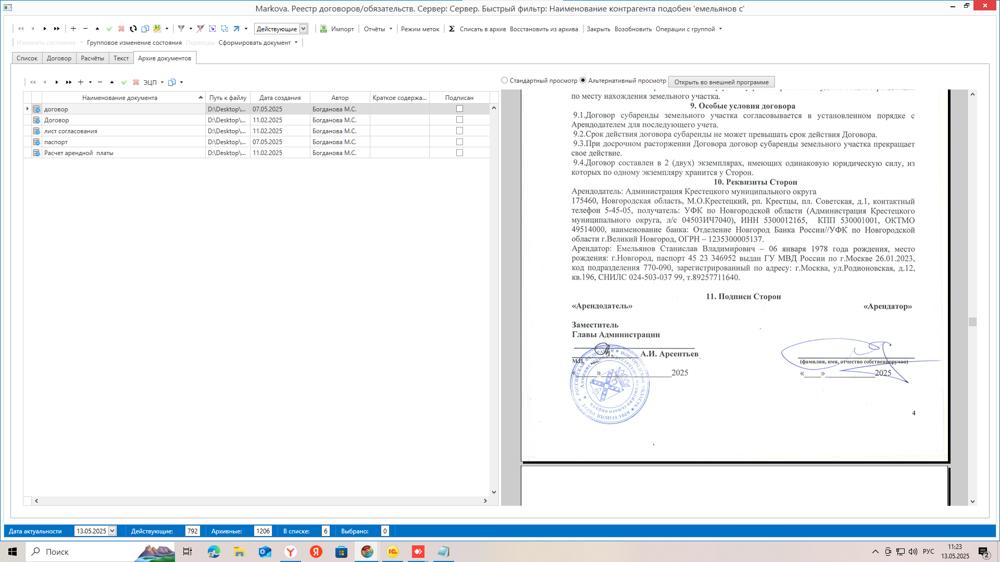 Markova. Реестр договоров/обязательств. Сервер: Сервер. Быстрый фильтр: Наименование контрагента подобен 'емельянов с'
Действующие
Импорт
Отчёты
Режим меток
Σ
Списать в архив
Восстановить из архива
Закрыть
Возобновить
Операции с группой
Изменить состояние
Групповое изменение состояния
Переходы
Сформировать документ
Список
Договор
Расчёты
Текст
Архив документов
ЭЦП
Стандартный просмотр
Альтернативный просмотр
Открыть во внешней программе
Наименование документа Путь к файлу Дата создания Автор Краткое содержа... Подписан
договор D:\Desktop\... 07.05.2025 Богданова М.С.
Договор D:\Desktop\... 11.02.2025 Богданова М.С.
лист согласования D:\Desktop\... 11.02.2025 Богданова М.С.
паспорт D:\Desktop\... 07.05.2025 Богданова М.С.
Расчет арендной платы D:\Desktop\... 11.02.2025 Богданова М.С.
по месту нахождения земельного участка.
9. Особые условия договора
9.1.Договор субаренды земельного участка согласовывается в установленном порядке с
Арендодателем для последующего учета.
9.2.Срок действия договора субаренды не может превышать срок действия Договора.
9.3.При досрочном расторжении Договора договор субаренды земельного участка прекращает
свое действие.
9.4.Договор составлен в 2 (двух) экземплярах, имеющих одинаковую юридическую силу, из
которых по одному экземпляру хранится у Сторон.
10. Реквизиты Сторон
Арендодатель: Администрация Крестецкого муниципального округа
175460, Новгородская область, М.О.Крестецкий, рп. Крестцы, пл. Советская, д.1, контактный
телефон 5-45-05, получатель: УФК по Новгородской области (Администрация Крестецкого
муниципального округа, л/с 04503ИЧ7040), ИНН 5300012165, КПП 530001001, ОКТМО
49514000, наименование банка: Отделение Новгород Банка России//УФК по Новгородской
области г.Великий Новгород, ОГРН – 1235300005137.
Арендатор: Емельянов Станислав Владимирович – 06 января 1978 года рождения, место
рождения: г.Новгород, паспорт 45 23 346952 выдан ГУ МВД России по г.Москве 26.01.2023,
код подразделения 770-090, зарегистрированный по адресу: г.Москва, ул.Родионовская, д.12,
кв.196, СНИЛС 024-503-037 99, т.89257711640.
11. Подписи Сторон
«Арендодатель» «Арендатор»
Заместитель
Главы Администрации
А.И. Арсентьев
М.П.
(фамилия, имя, отчество собственноручно)
«_____»_________________2025 «____»____________2025
РОССИЙСКАЯ ФЕДЕРАЦИЯ * НОВГОРОДСКАЯ ОБЛАСТЬ * КРЕСТЕЦКИЙ ОКРУГ *
Администрация Крестецкого муниципального округа *
4
Дата актуальности 13.05.2025 Действующие: 792 Архивные: 1206 В списке: 6 Выбрано: 0
Поиск
РУС
11:23
13.05.2025
2